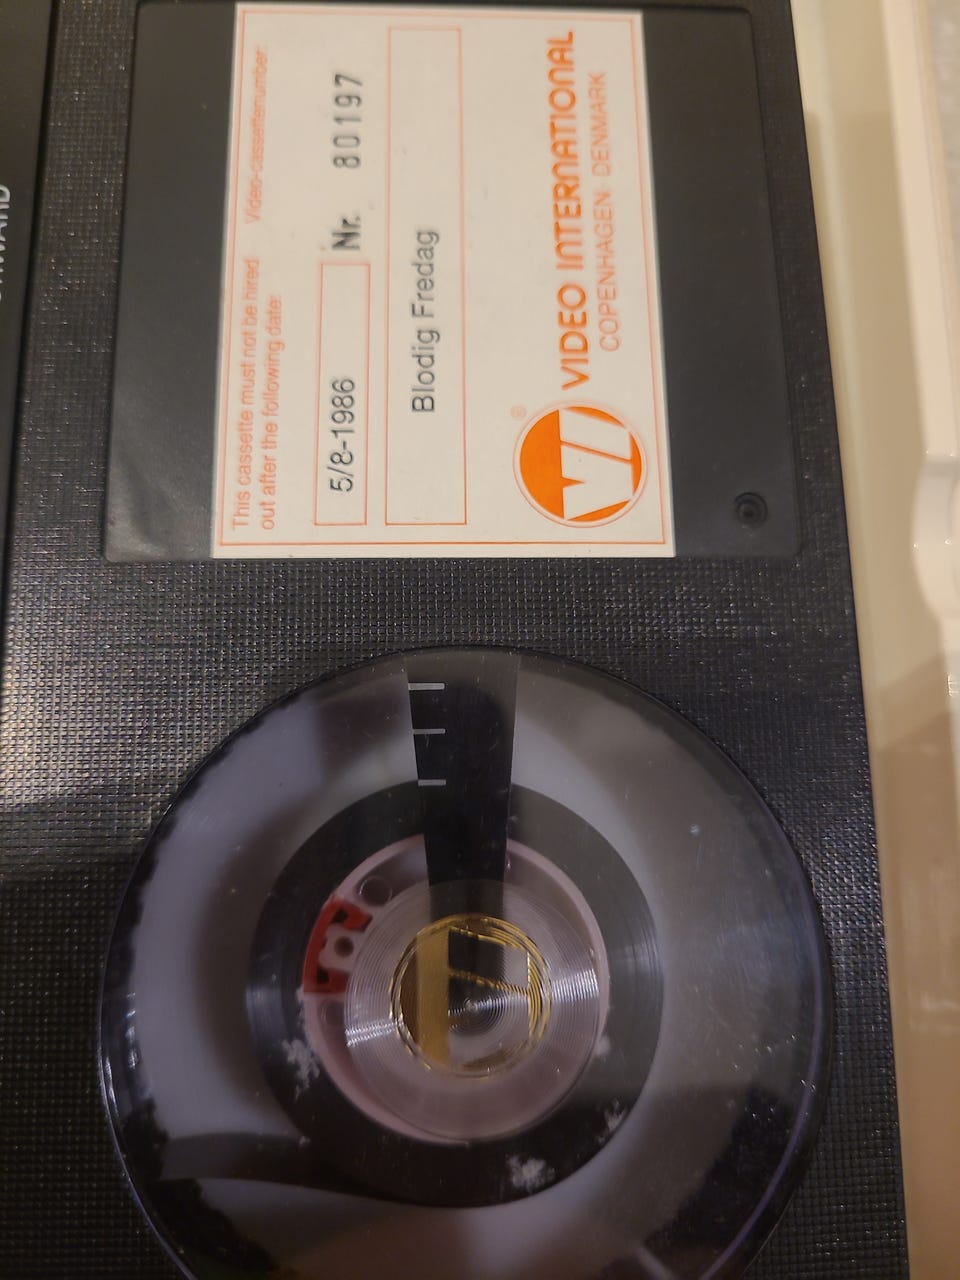 This cassette must not be hired
out after the following date:
Video-cassettenumber:
5/8-1986
Nr. 80197
Blodig Fredag
VI
®
VIDEO INTERNATIONAL
COPENHAGEN · DENMARK